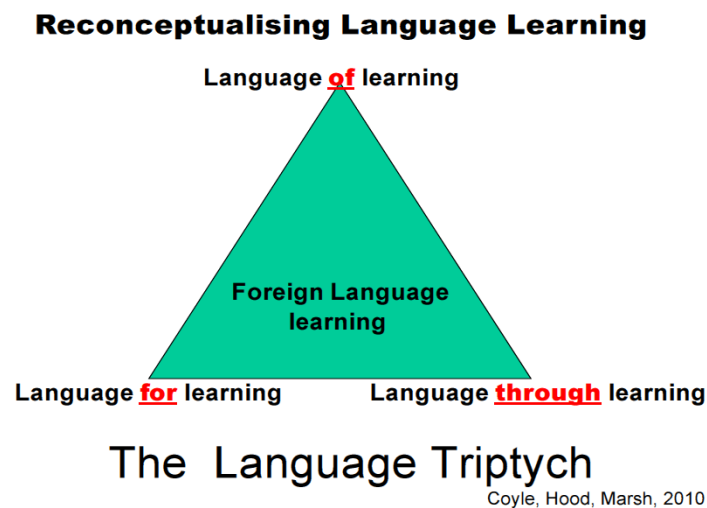 Reconceptualising Language Learning
Language of learning
Foreign Language
learning
Language for learning
Language through learning
The Language Triptych
Coyle, Hood, Marsh, 2010